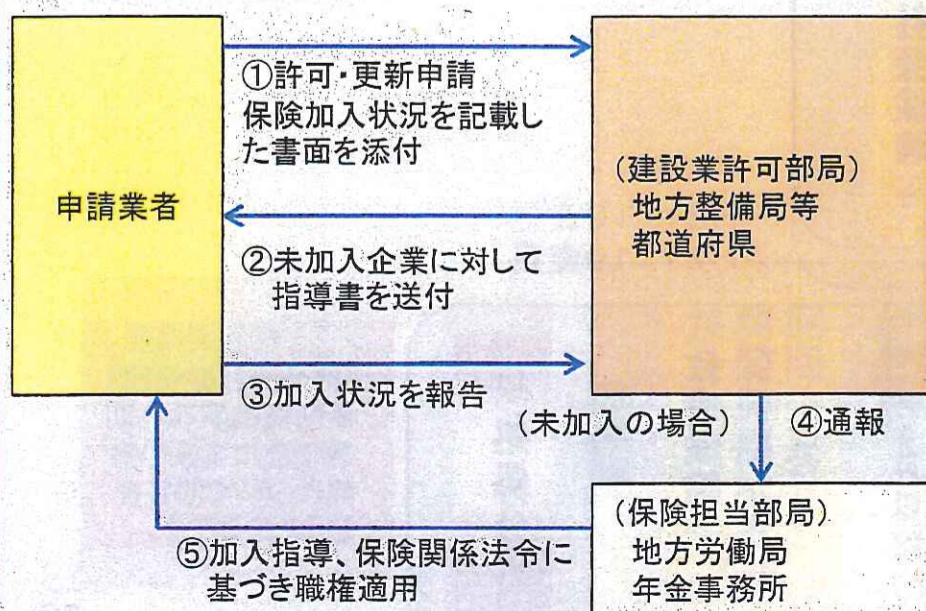 ①許可・更新申請
保険加入状況を記載し
た書面を添付
申請業者
(建設業許可部局)
地方整備局等
都道府県
②未加入企業に対して
指導書を送付
③加入状況を報告
(未加入の場合)
④通報
(保険担当部局)
地方労働局
年金事務所
⑤加入指導、保険関係法令に
基づき職権適用